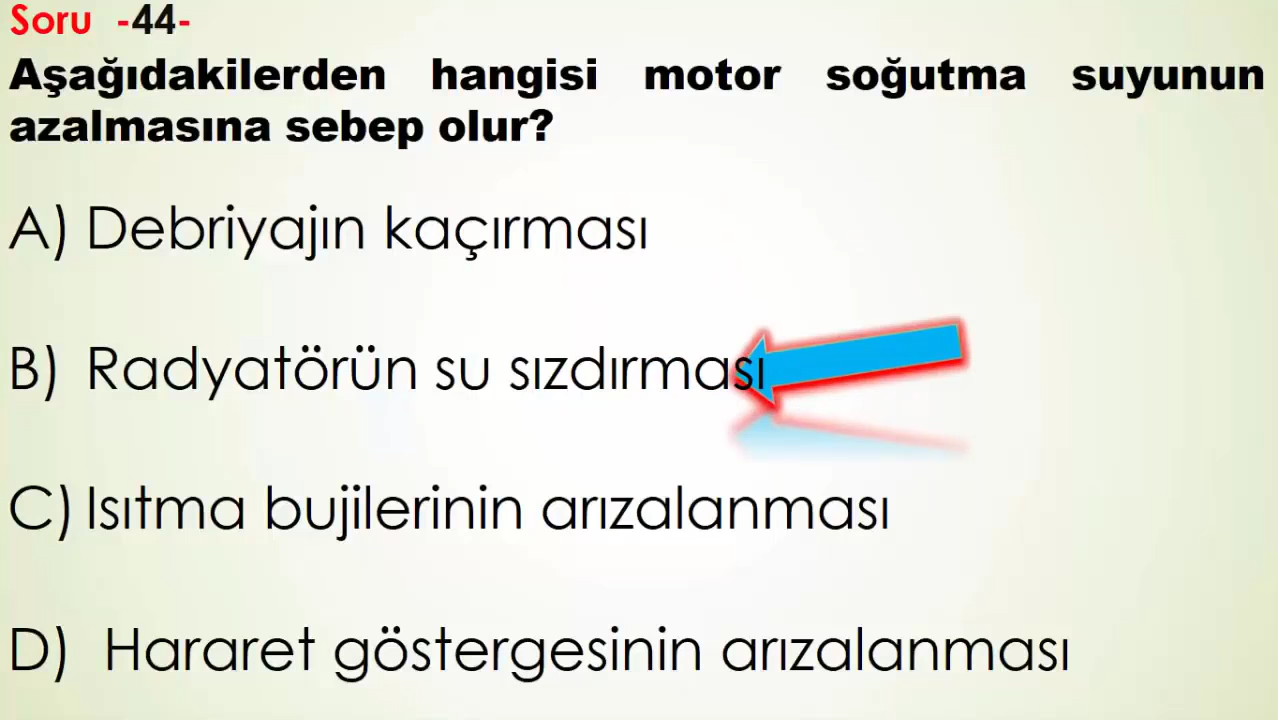 Soru -44-
Aşağıdakilerden hangisi motor soğutma suyunun
azalmasına sebep olur?
A) Debriyajın kaçırması
B) Radyatörün su sızdırması
C) Isıtma bujilerinin arızalanması
D) Hararet göstergesinin arızalanması